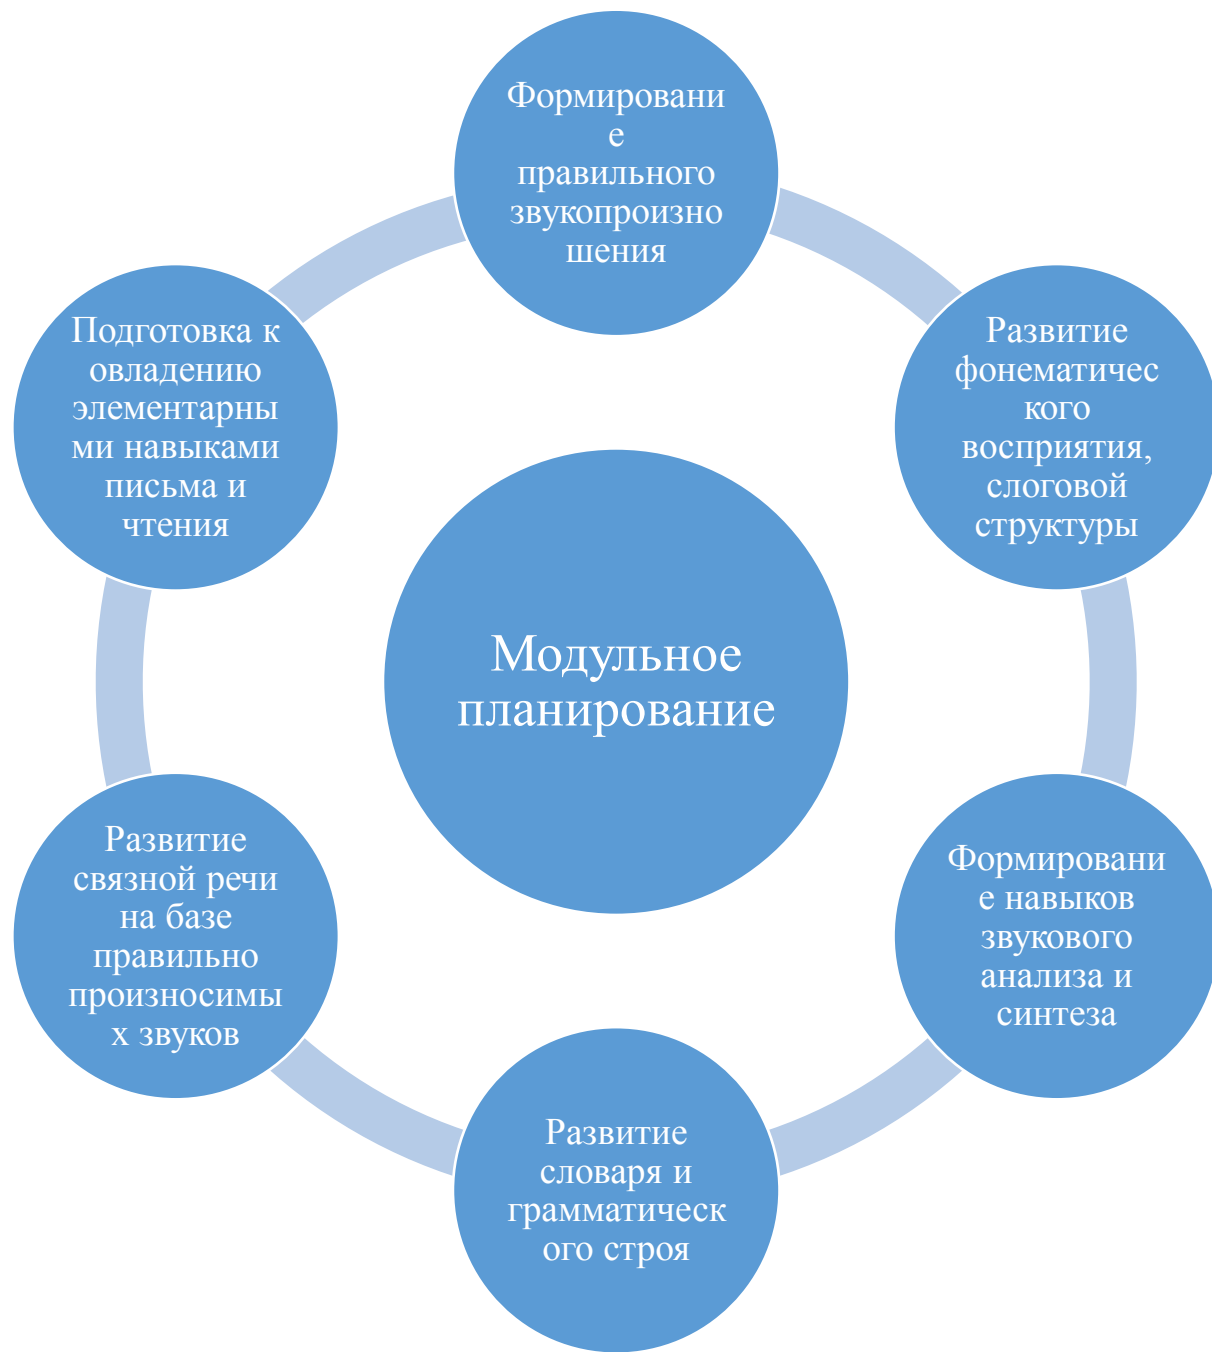 Формировани
е
правильного
звукопроизно
шения
Развитие
фонематичес
кого
восприятия,
слоговой
структуры
Формировани
е навыков
звукового
анализа и
синтеза
Развитие
словаря и
грамматическ
ого строя
Развитие
связной речи
на базе
правильно
произносимы
х звуков
Подготовка к
овладению
элементарны
ми навыками
письма и
чтения
Модульное
планирование